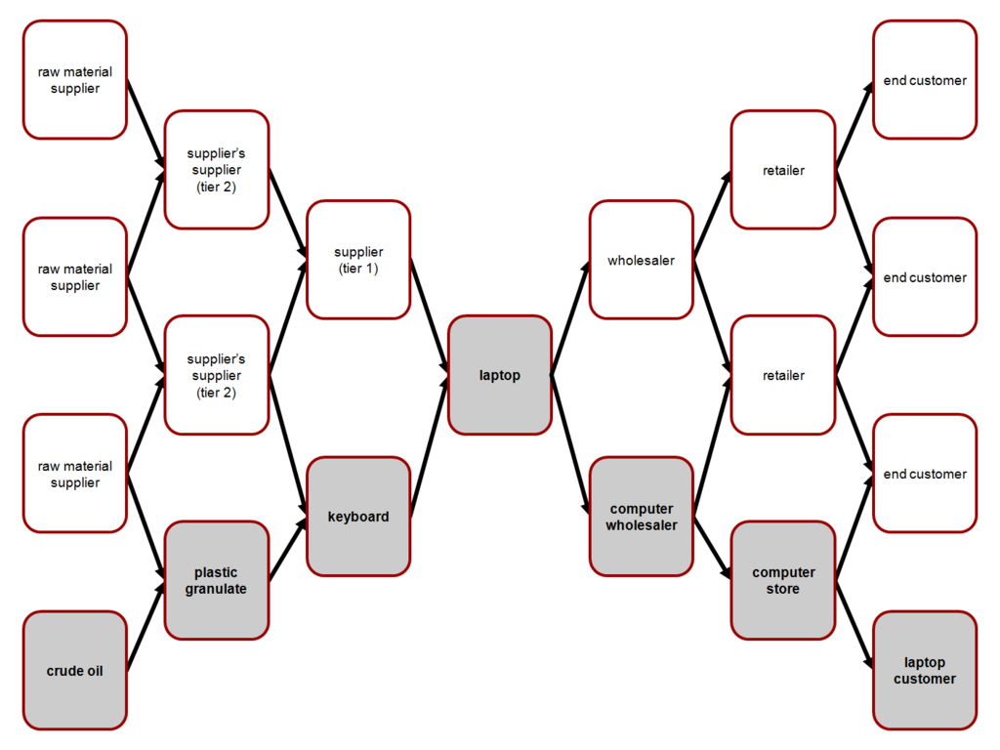 raw material
supplier
raw material
supplier
raw material
supplier
crude oil
supplier's
supplier
(tier 2)
supplier's
supplier
(tier 2)
plastic
granulate
supplier
(tier 1)
keyboard
laptop
wholesaler
computer
wholesaler
retailer
retailer
computer
store
end customer
end customer
end customer
laptop
customer